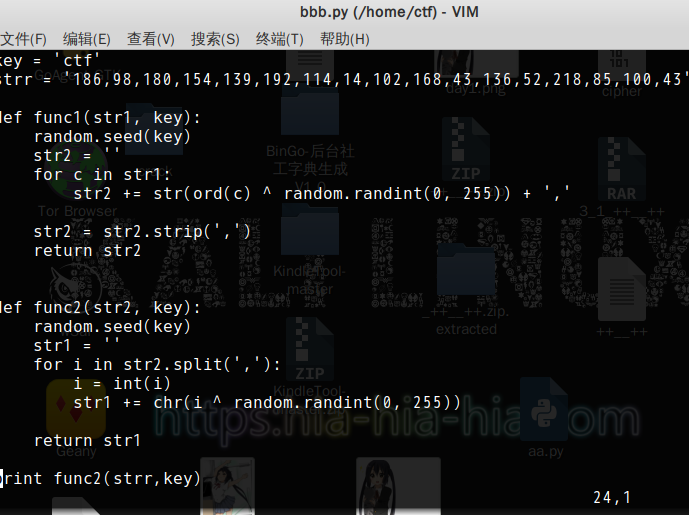 bbb.py (/home/ctf) - VIM
文件(F) 编辑(E) 查看(V) 搜索(S) 终端(T) 帮助(H)
key = 'ctf'
strr = '186,98,180,154,139,192,114,14,102,168,43,136,52,218,85,100,43'
def func1(str1, key):
random.seed(key)
str2 = ''
for c in str1:
str2 += str(ord(c) ^ random.randint(0, 255)) + ','
str2 = str2.strip(',')
return str2
def func2(str2, key):
random.seed(key)
str1 = ''
for i in str2.split(','):
i = int(i)
str1 += chr(i ^ random.randint(0, 255))
return str1
print func2(strr,key)
24,1
day1.png
cipher
BinGo-后台社
工字典生成
V1.0
ZIP
RAR
Tor Browser
3_1_++__++
KindleTool-
master
_++__++.zip.
extracted
++__++
ZIP
KindleTool-
Geany
https://hia-hia-hia.com
aa.py